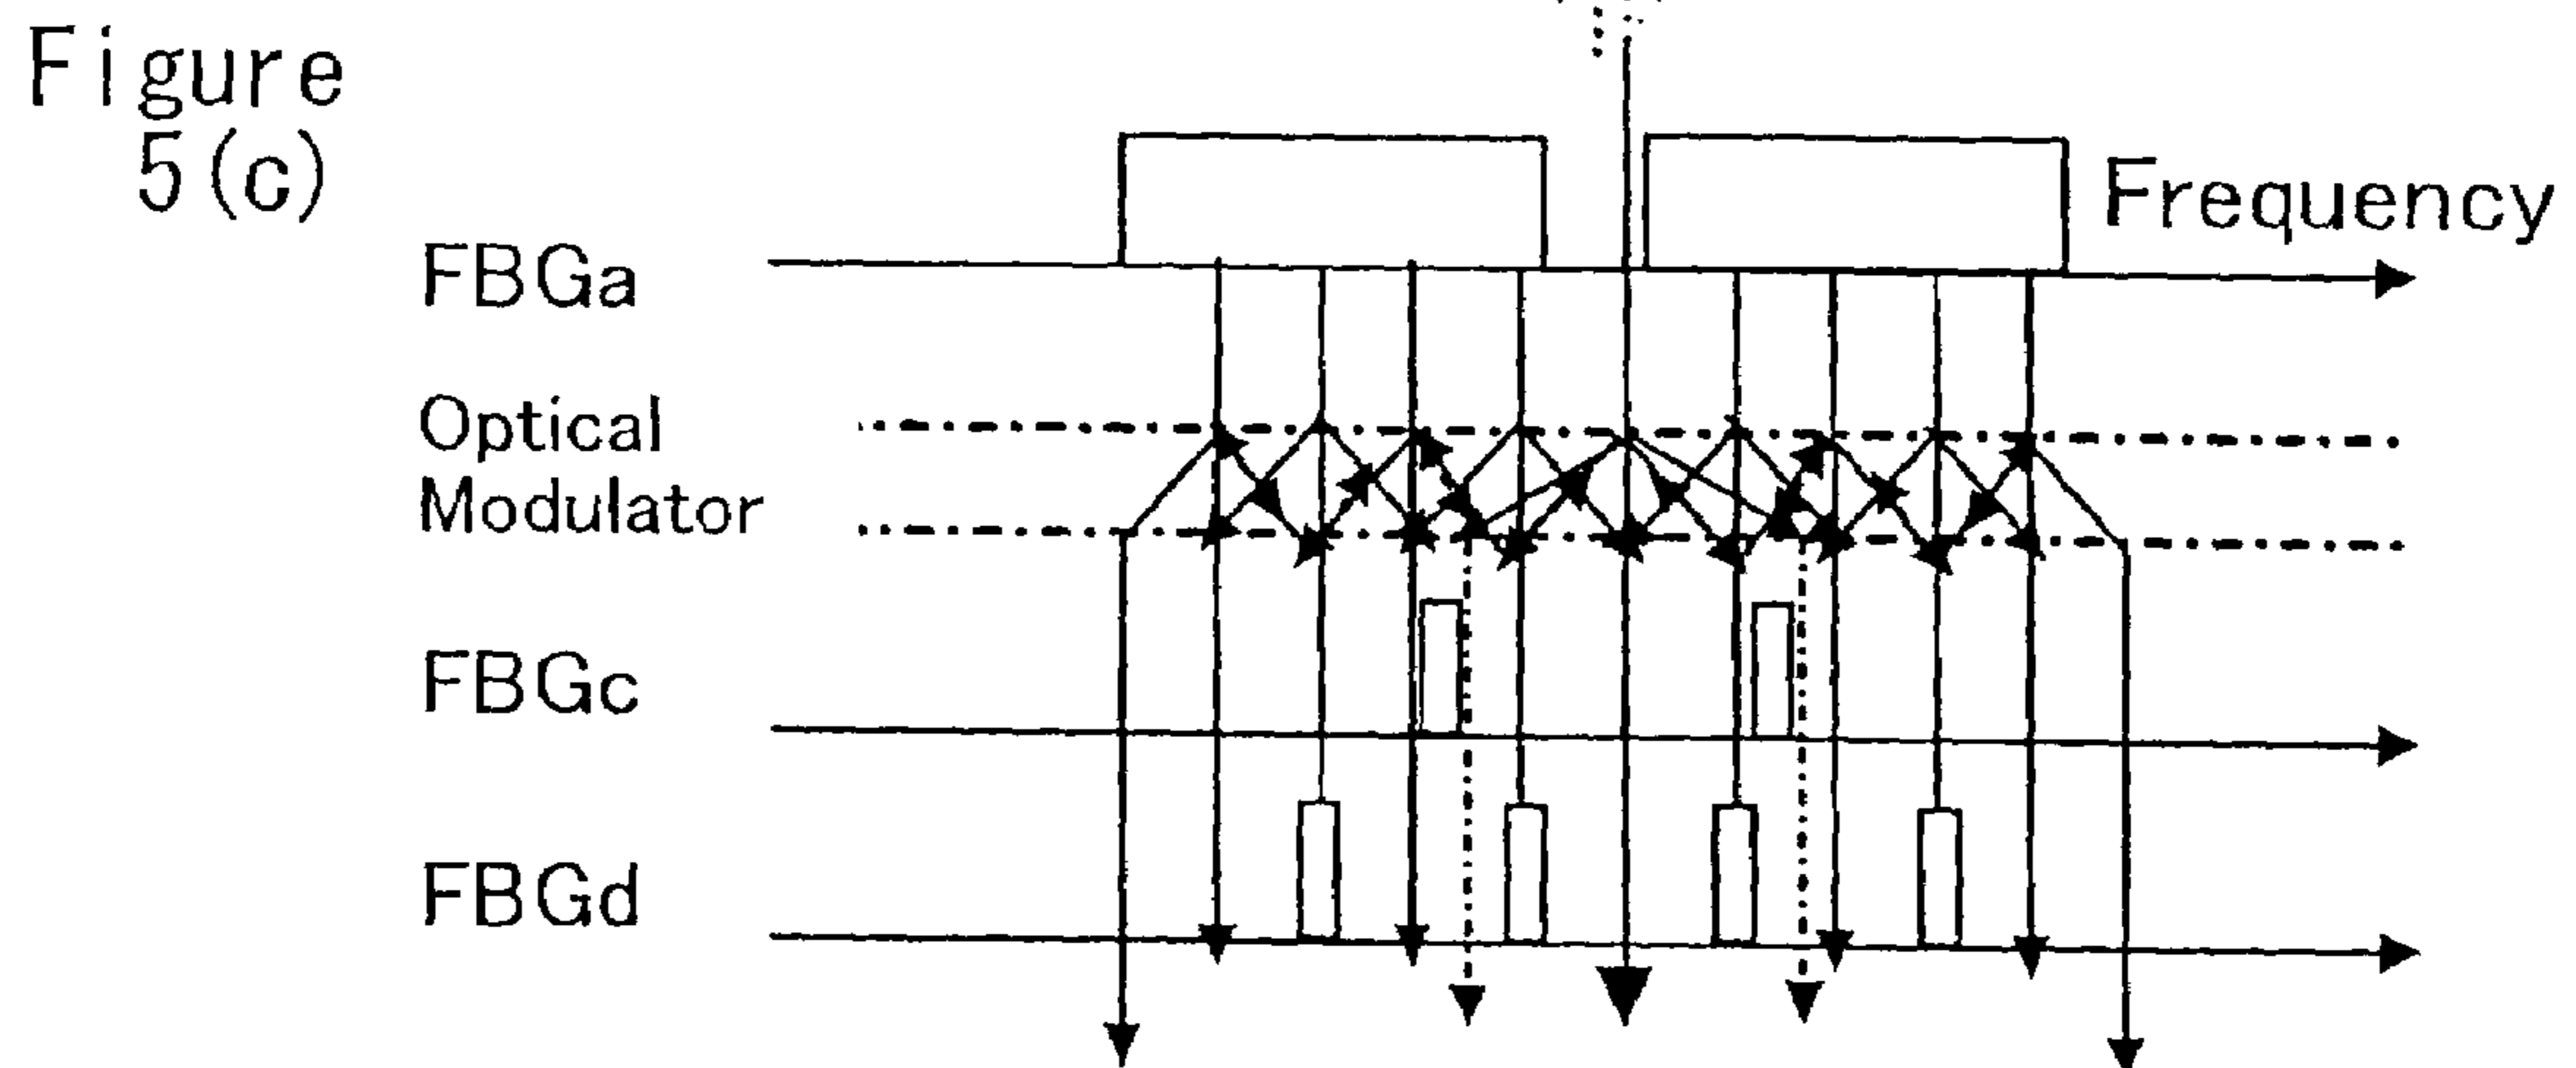 Figure
5(c)
Frequency
FBGa
Optical
Modulator
FBGc
FBGd